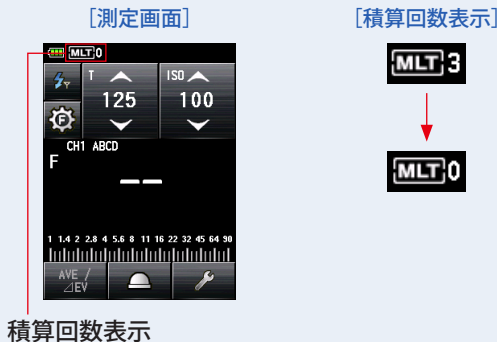 [測定画面]
[積算回数表示]
MLT 0
T
125
ISO
100
F
CH1 ABCD
F
1 1.4 2 2.8 4 5.6 8 11 16 22 32 45 64 90
AVE /
⊿EV
積算回数表示
MLT 3
MLT 0